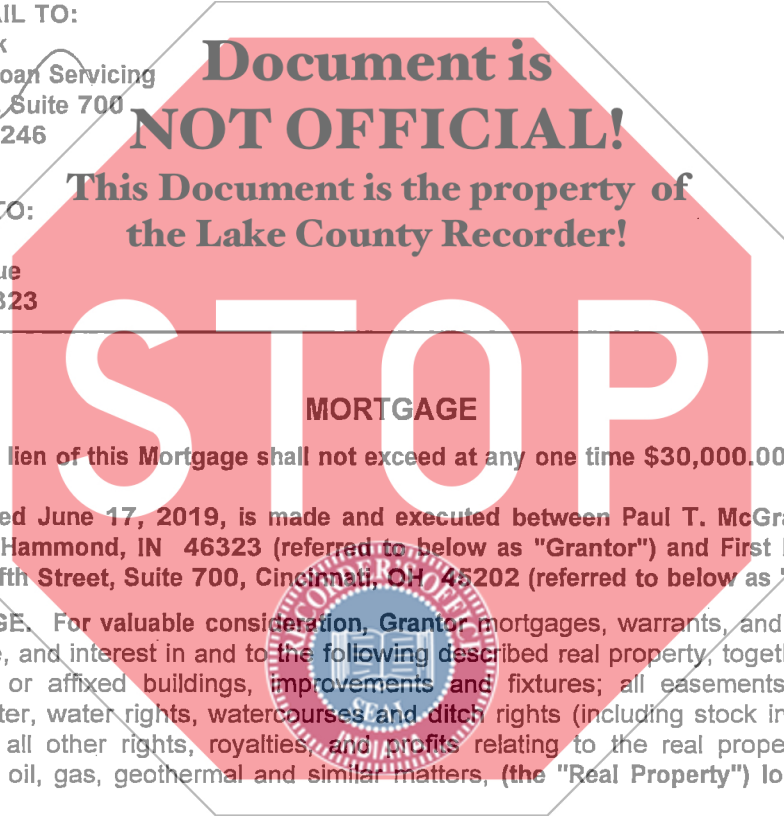 AIL TO:
k
oan Servicing
Suite 700
246
Document is
NOT OFFICIAL!
This Document is the property of
the Lake County Recorder!
TO:
ue
323
STOP
MORTGAGE
lien of this Mortgage shall not exceed at any one time $30,000.00
ed June 17, 2019, is made and executed between Paul T. McGra
Hammond, IN 46323 (referred to below as "Grantor") and First
fth Street, Suite 700, Cincinnati, OH 45202 (referred to below as "
GE. For valuable consideration, Grantor mortgages, warrants, and
e, and interest in and to the following described real property, togeth
or affixed buildings, improvements and fixtures; all easements
ter, water rights, watercourses and ditch rights (including stock in
all other rights, royalties, and profits relating to the real prope
oil, gas, geothermal and similar matters, (the "Real Property") lo
RECORDER'S OFFICE
SEAL